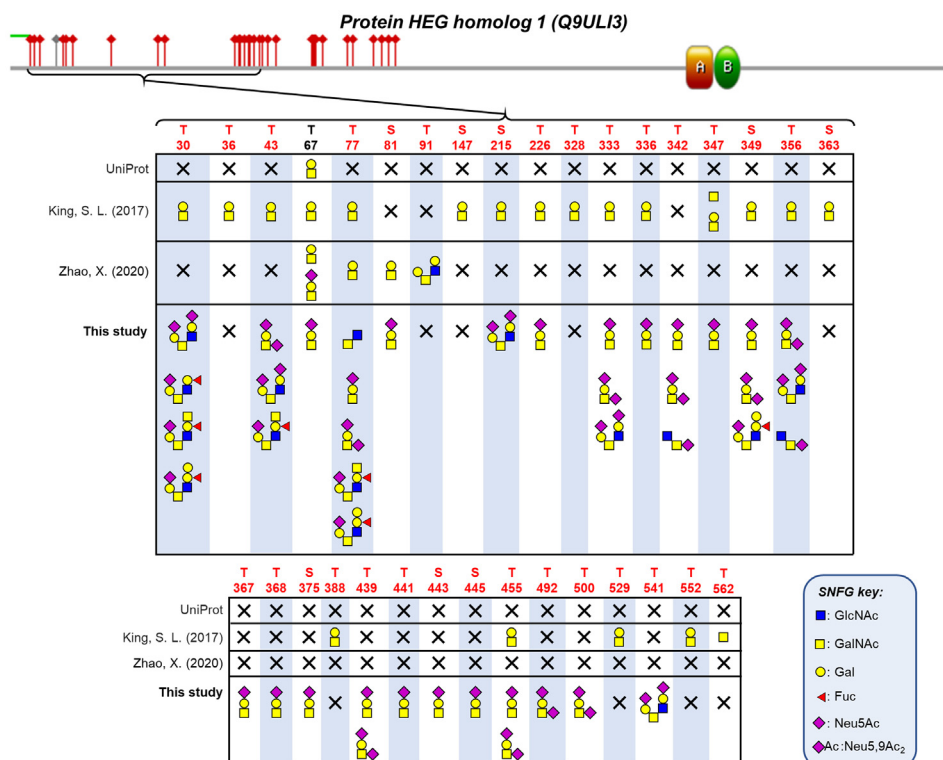 Protein HEG homolog 1 (Q9ULI3)
A B
T T T T T S T S S T T T T T T S T S
30 36 43 67 77 81 91 147 215 226 328 333 336 342 347 349 356 363
UniProt
King, S. L. (2017)
Zhao, X. (2020)
This study
T T S T T T S S T T T T T T T
367 368 375 388 439 441 443 445 455 492 500 529 541 552 562
UniProt
King, S. L. (2017)
Zhao, X. (2020)
This study
SNFG key:
: GlcNAc
: GalNAc
: Gal
: Fuc
: Neu5Ac
Ac :Neu5,9Ac₂